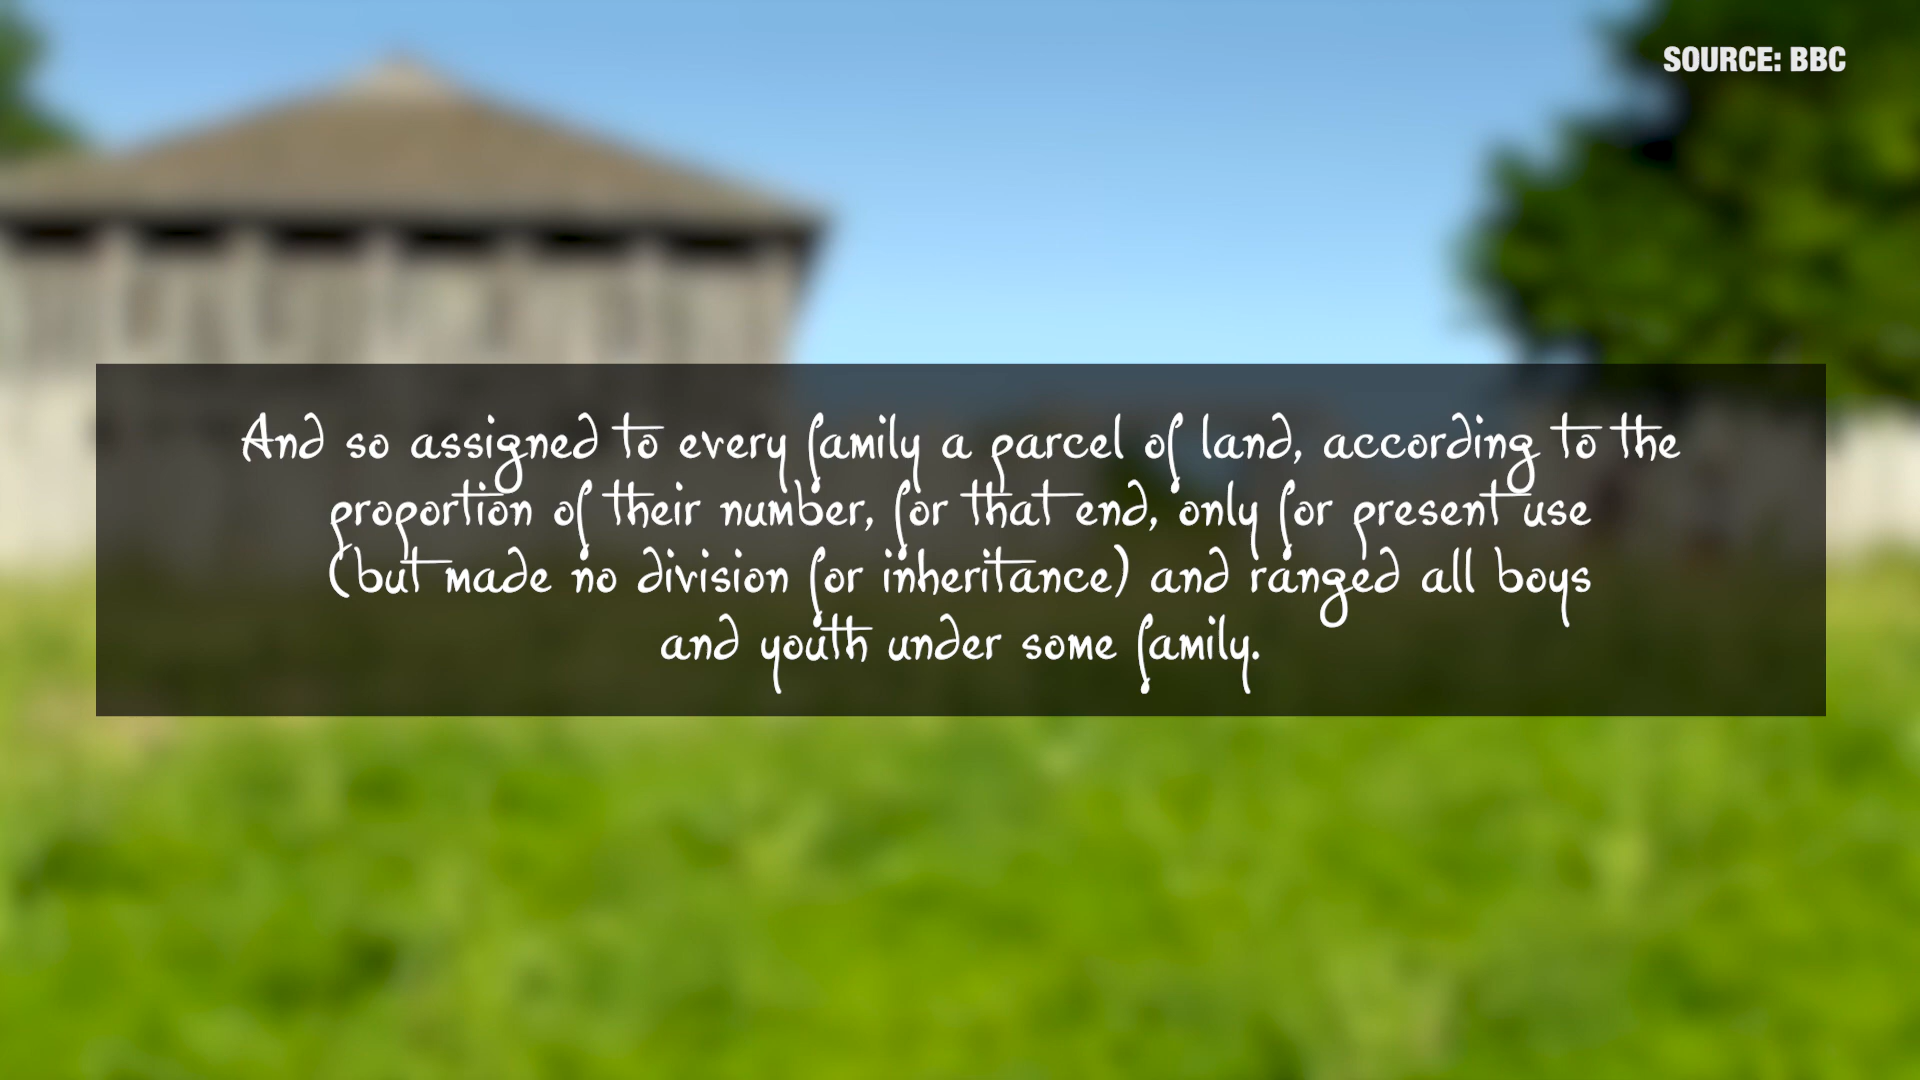 SOURCE: BBC
And so assigned to every family a parcel of land, according to the
proportion of their number, for that end, only for present use
(but made no division for inheritance) and ranged all boys
and youth under some family.